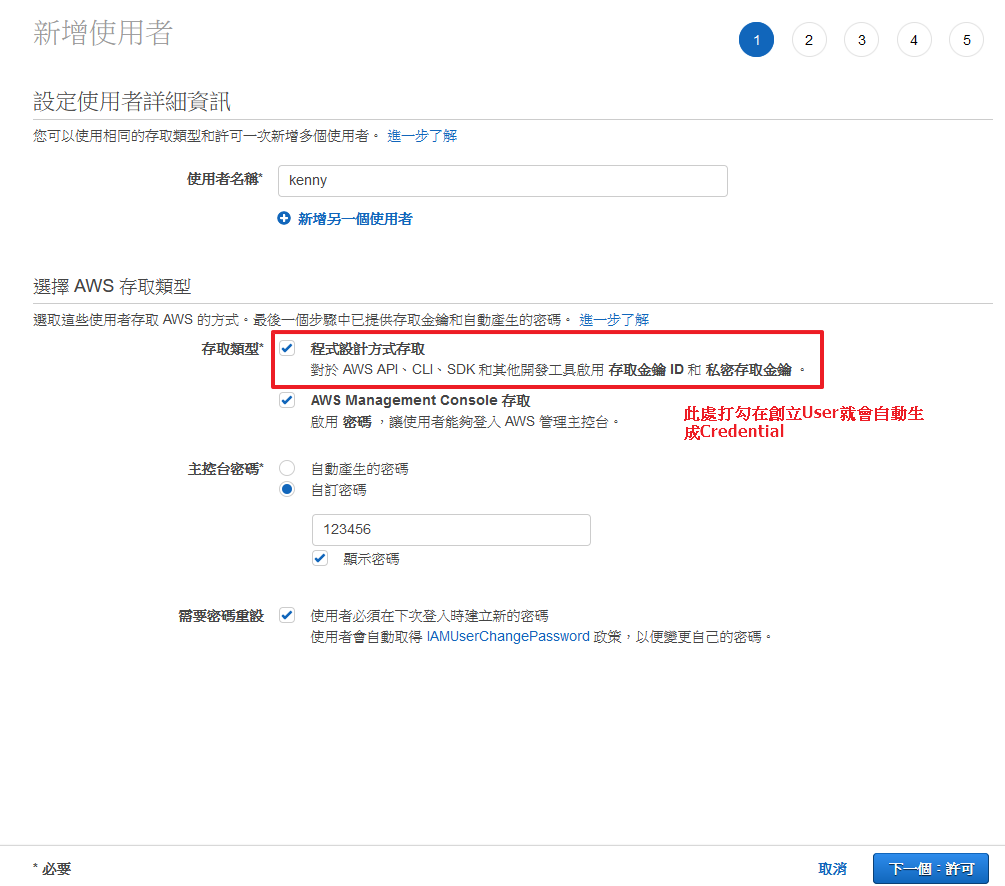 新增使用者
1 2 3 4 5
設定使用者詳細資訊
您可以使用相同的存取類型和許可一次新增多個使用者。 進一步了解
使用者名稱* kenny
新增另一個使用者
選擇 AWS 存取類型
選取這些使用者存取 AWS 的方式。最後一個步驟中已提供存取金鑰和自動產生的密碼。 進一步了解
存取類型* 程式設計方式存取
對於 AWS API、CLI、SDK 和其他開發工具啟用 存取金鑰 ID 和 私密存取金鑰 。
AWS Management Console 存取
啟用 密碼 ，讓使用者能夠登入 AWS 管理主控台。
此處打勾在創立User就會自動生
成Credential
主控台密碼* 自動產生的密碼
自訂密碼
123456
顯示密碼
需要密碼重設 使用者必須在下次登入時建立新的密碼
使用者會自動取得 IAMUserChangePassword 政策，以便變更自己的密碼。
* 必要 取消 下一個：許可